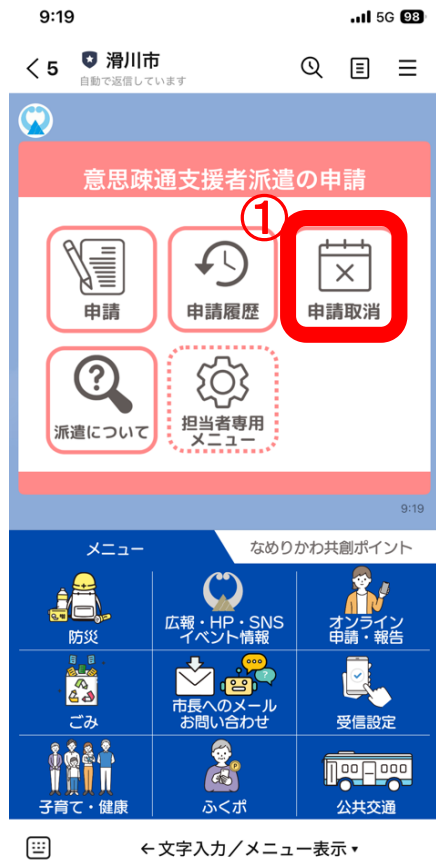 9:19
5G 98
5
滑川市
自動で返信しています
意思疎通支援者派遣の申請
①
申請
申請履歴
申請取消
派遣について
担当者専用
メニュー
9:19
メニュー
なめりかわ共創ポイント
防災
広報・HP・SNS
イベント情報
オンライン
申請・報告
ごみ
市長へのメール
お問い合わせ
受信設定
子育て・健康
ふくポ
公共交通
←文字入力／メニュー表示▾